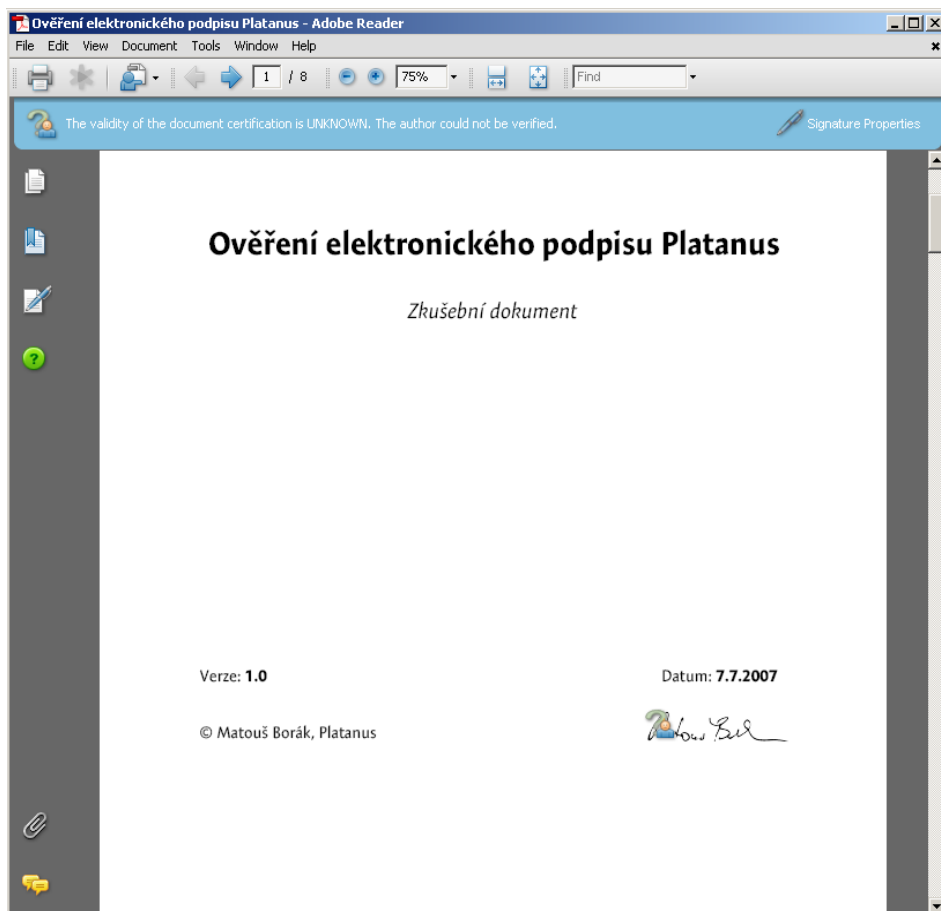 Ověření elektronického podpisu Platanus - Adobe Reader
File Edit View Document Tools Window Help
1 / 8 75% Find
The validity of the document certification is UNKNOWN. The author could not be verified. Signature Properties
Ověření elektronického podpisu Platanus
Zkušební dokument
Verze: 1.0 Datum: 7.7.2007
© Matouš Borák, Platanus